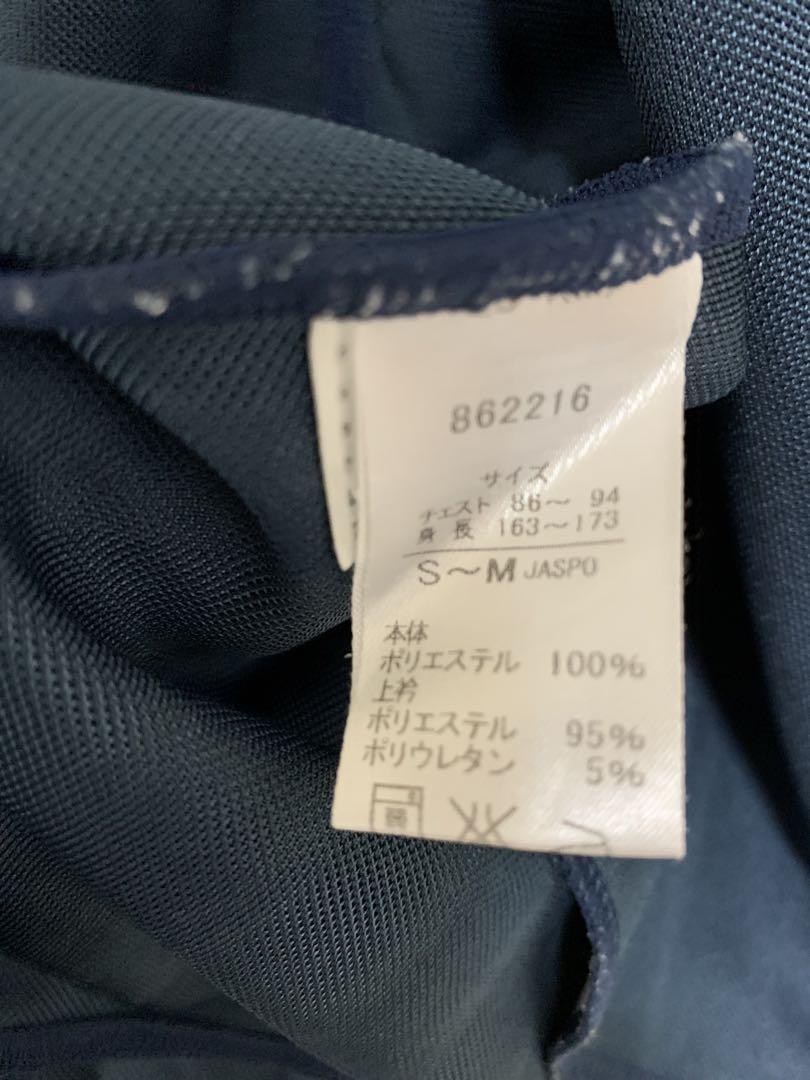 862216
サイズ
チェスト 86～ 94
身長 163～173
S～M JASPO
本体
ポリエステル 100%
上衿
ポリエステル 95%
ポリウレタン 5%